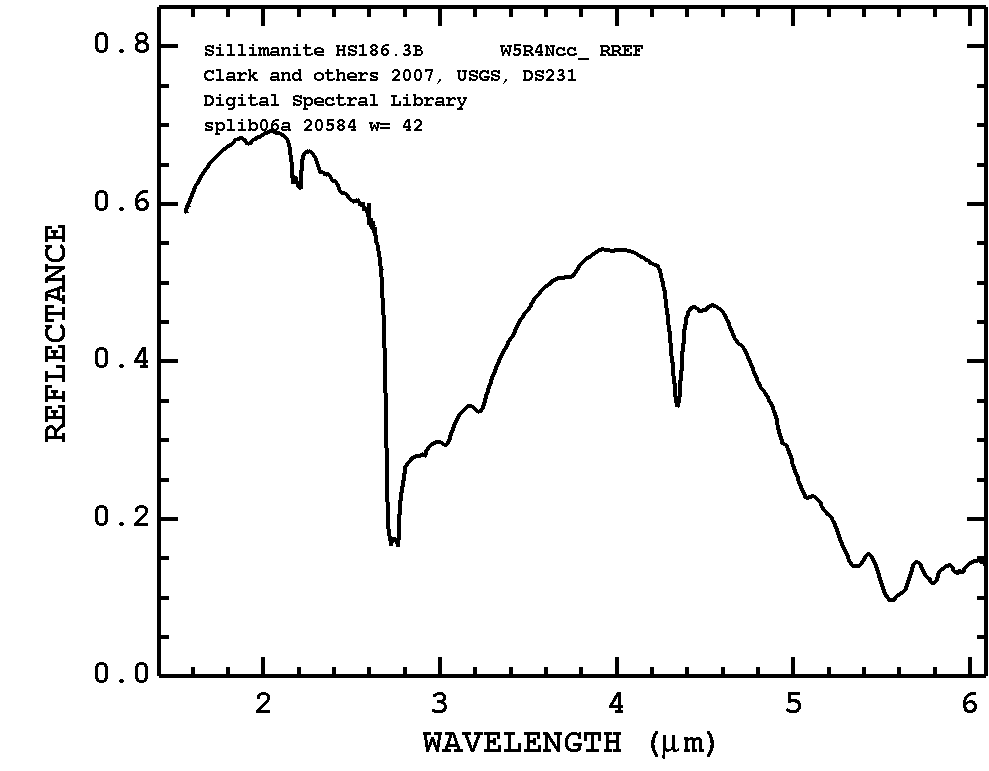 Sillimanite HS186.3B W5R4Ncc_ RREF
Clark and others 2007, USGS, DS231
Digital Spectral Library
splib06a 20584 w= 42
0.8
0.6
0.4
0.2
0.0
REFLECTANCE
2 3 4 5 6
WAVELENGTH (μm)